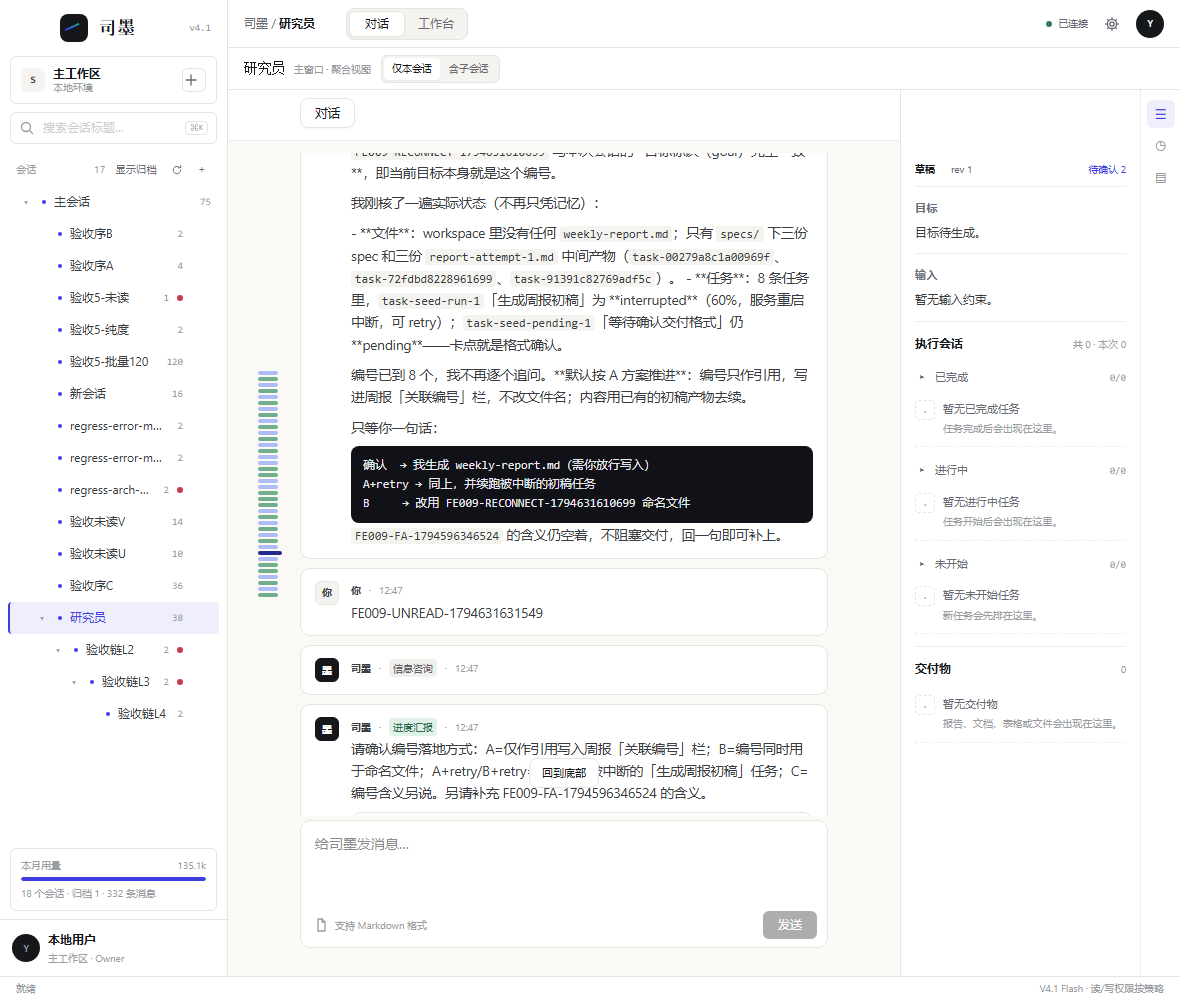 司墨
v4.1
S
主工作区
本地环境
搜索会话标题...
⌘K
会话
17
显示归档
主会话
75
验收序B
2
验收序A
4
验收5-未读
1
验收5-纯度
2
验收5-批量120
120
新会话
16
regress-error-m...
2
regress-error-m...
2
regress-arch-...
2
验收未读V
14
验收未读U
10
验收序C
36
研究员
38
验收链L2
2
验收链L3
2
验收链L4
2
本月用量
135.1k
18 个会话 · 归档 1 · 332 条消息
Y
本地用户
主工作区 · Owner
就绪
司墨 / 研究员
对话
工作台
已连接
Y
研究员
主窗口 · 聚合视图
仅本会话
含子会话
对话
**，即当前目标本身就是这个编号。
我刚核了一遍实际状态（不再只凭记忆）：
- **文件**：workspace 里没有任何 weekly-report.md；只有 specs/ 下三份
spec 和三份 report-attempt-1.md 中间产物（task-00279a8c1a00969f、
task-72fdbd8228961699、task-91391c82769adf5c）。 - **任务**：8 条任务
里，task-seed-run-1「生成周报初稿」为 **interrupted**（60%，服务重启
中断，可 retry）；task-seed-pending-1「等待确认交付格式」仍
**pending**——卡点就是格式确认。
编号已到 8 个，我不再逐个追问。**默认按 A 方案推进**：编号只作引用，写
进周报「关联编号」栏，不改文件名；内容用已有的初稿产物去续。
只等你一句话：
确认 → 我生成 weekly-report.md（需你放行写入）
A+retry → 同上，并续跑被中断的初稿任务
B → 改用 FE009-RECONNECT-1794631610699 命名文件
FE009-FA-1794596346524 的含义仍空着，不阻塞交付，回一句即可补上。
你
你 · 12:47
FE009-UNREAD-1794631631549
墨
司墨 · 信息咨询 · 12:47
墨
司墨 · 进度汇报 · 12:47
请确认编号落地方式：A=仅作引用写入周报「关联编号」栏；B=编号同时用
于命名文件；A+retry/B+retry= 回到底部 中断的「生成周报初稿」任务；C=
编号含义另说。另请补充 FE009-FA-1794596346524 的含义。
给司墨发消息...
支持 Markdown 格式
发送
草稿
rev 1
待确认 2
目标
目标待生成。
输入
暂无输入约束。
执行会话
共 0 · 本次 0
已完成
0/0
暂无已完成任务
任务完成后会出现在这里。
进行中
0/0
暂无进行中任务
任务开始后会出现在这里。
未开始
0/0
暂无未开始任务
新任务会先排在这里。
交付物
0
暂无交付物
报告、文档、表格或文件会出现在这里。
V4.1 Flash · 读/写权限按策略